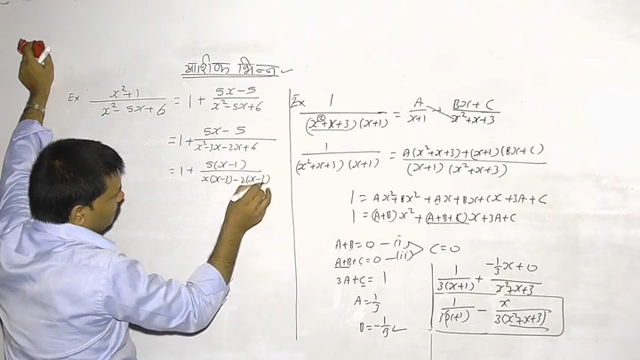 आंशिक भिन्न
Ex (x²+1)/(x²-5x+6) = 1 + (5x-5)/(x²-5x+6)
= 1 + (5x-5)/(x²-3x-2x+6)
= 1 + 5(x-1)/(x(x-3)-2(x-3))
Ex 1/((x²+x+3)(x+1)) = A/(x+1) + (Bx+C)/(x²+x+3)
1/((x²+x+3)(x+1)) = (A(x²+x+3)+(x+1)(Bx+C))/((x+1)(x²+x+3))
1 = Ax²+Bx²+Ax+Bx+Cx+3A+C
1 = (A+B)x²+(A+B+C)x+3A+C
A+B=0 —(i)
A+B+C=0 —(ii)
C=0
3A+C=1
A=1/3
B=-1/3
1/(3(x+1)) + (-1/3x+0)/(x²+x+3)
1/(3(x+1)) - x/(3(x²+x+3))